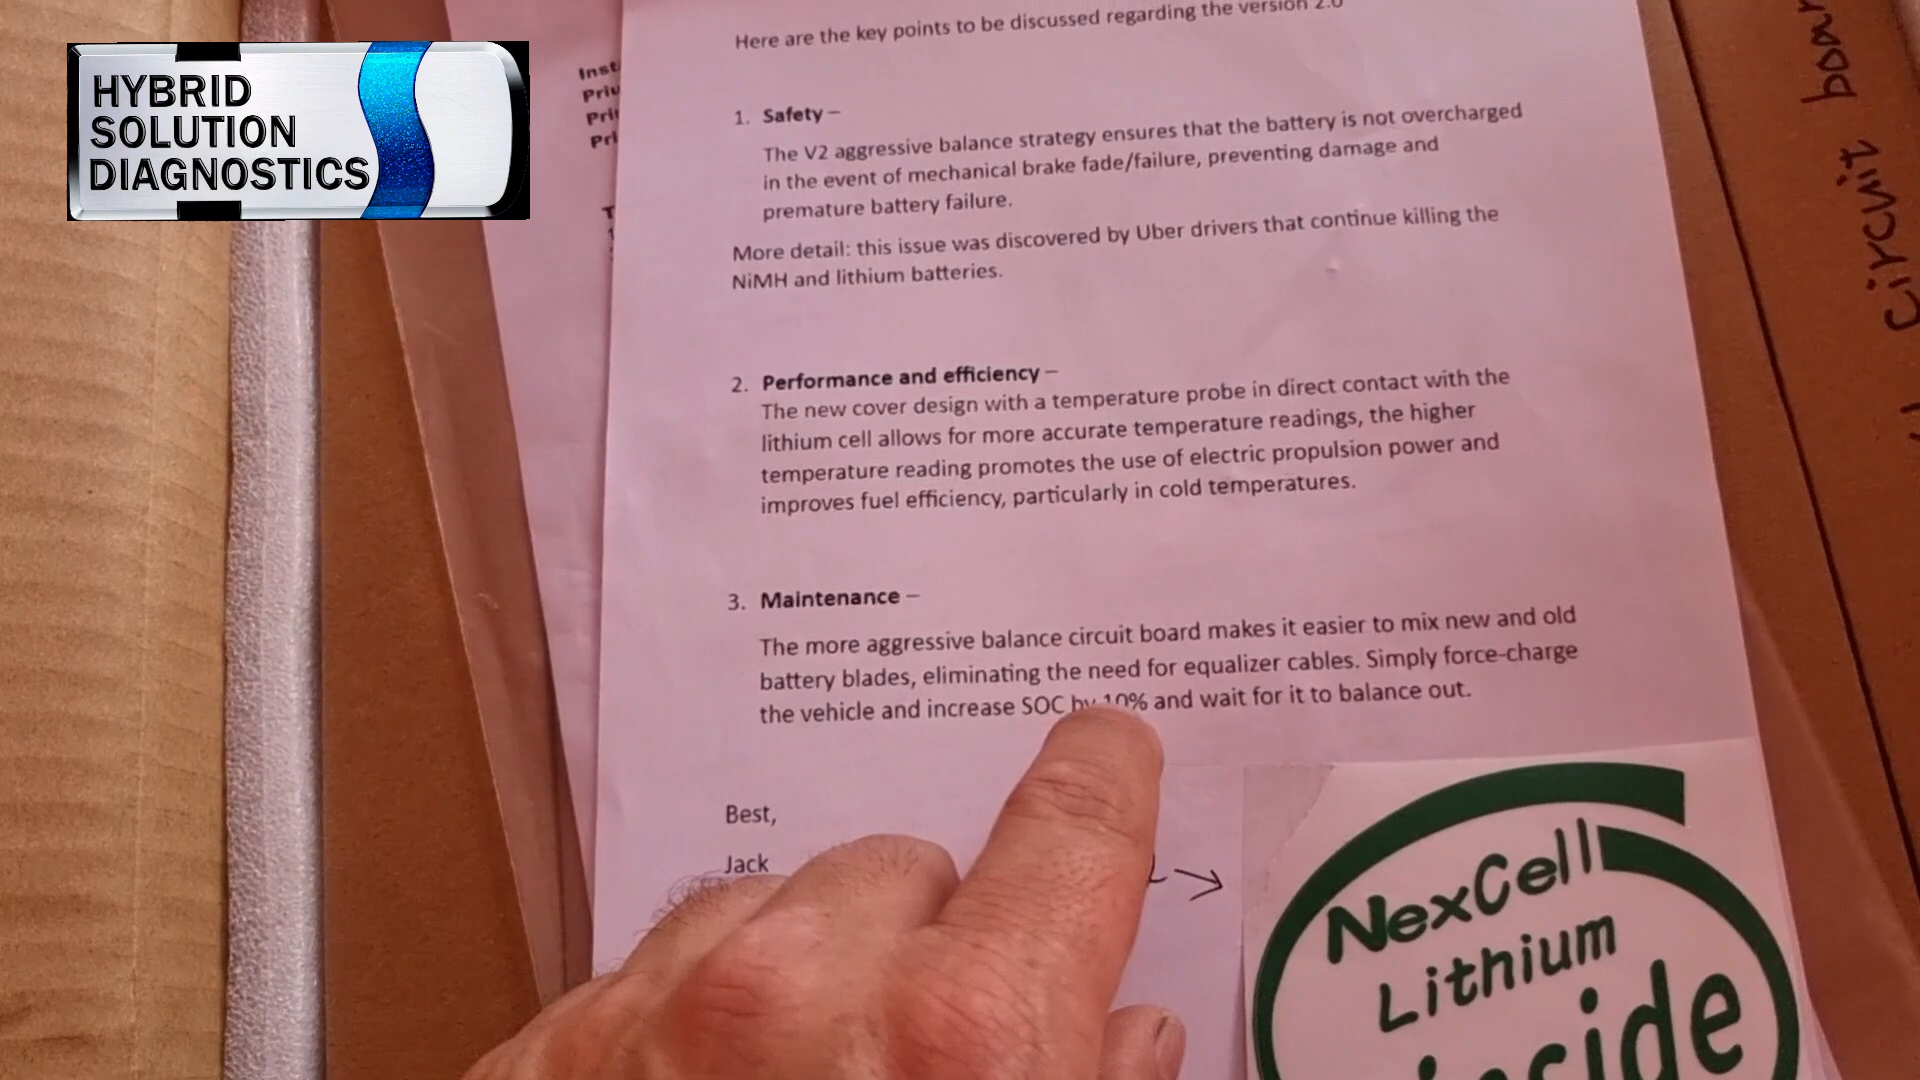 HYBRID
SOLUTION
DIAGNOSTICS
Here are the key points to be discussed regarding the version 2.0
1. Safety –
The V2 aggressive balance strategy ensures that the battery is not overcharged
in the event of mechanical brake fade/failure, preventing damage and
premature battery failure.
More detail: this issue was discovered by Uber drivers that continue killing the
NiMH and lithium batteries.
2. Performance and efficiency –
The new cover design with a temperature probe in direct contact with the
lithium cell allows for more accurate temperature readings, the higher
temperature reading promotes the use of electric propulsion power and
improves fuel efficiency, particularly in cold temperatures.
3. Maintenance –
The more aggressive balance circuit board makes it easier to mix new and old
battery blades, eliminating the need for equalizer cables. Simply force-charge
the vehicle and increase SOC by 10% and wait for it to balance out.
Best,
Jack
NexCell
Lithium
inside
circuit